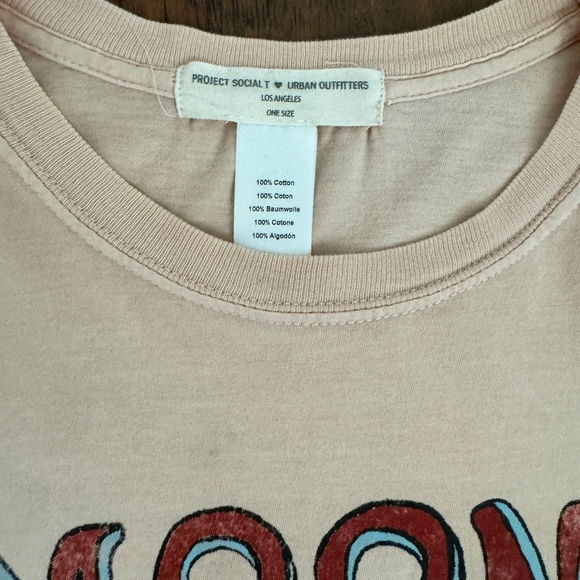 PROJECT SOCIAL T ♥ URBAN OUTFITTERS
LOS ANGELES
ONE SIZE
100% Cotton
100% Coton
100% Baumwolle
100% Cotone
100% Algodón